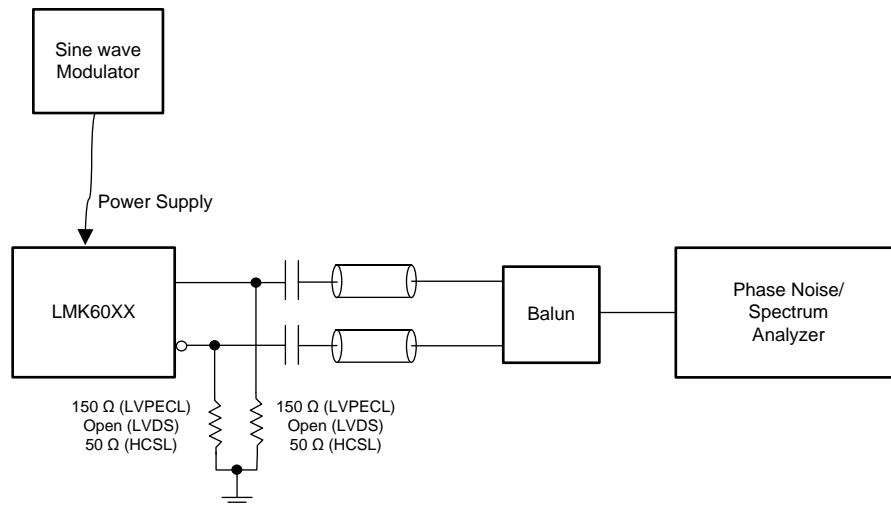 Sine wave
Modulator
Power Supply
LMK60XX
Balun
Phase Noise/
Spectrum
Analyzer
150 Ω (LVPECL)
Open (LVDS)
50 Ω (HCSL)
150 Ω (LVPECL)
Open (LVDS)
50 Ω (HCSL)